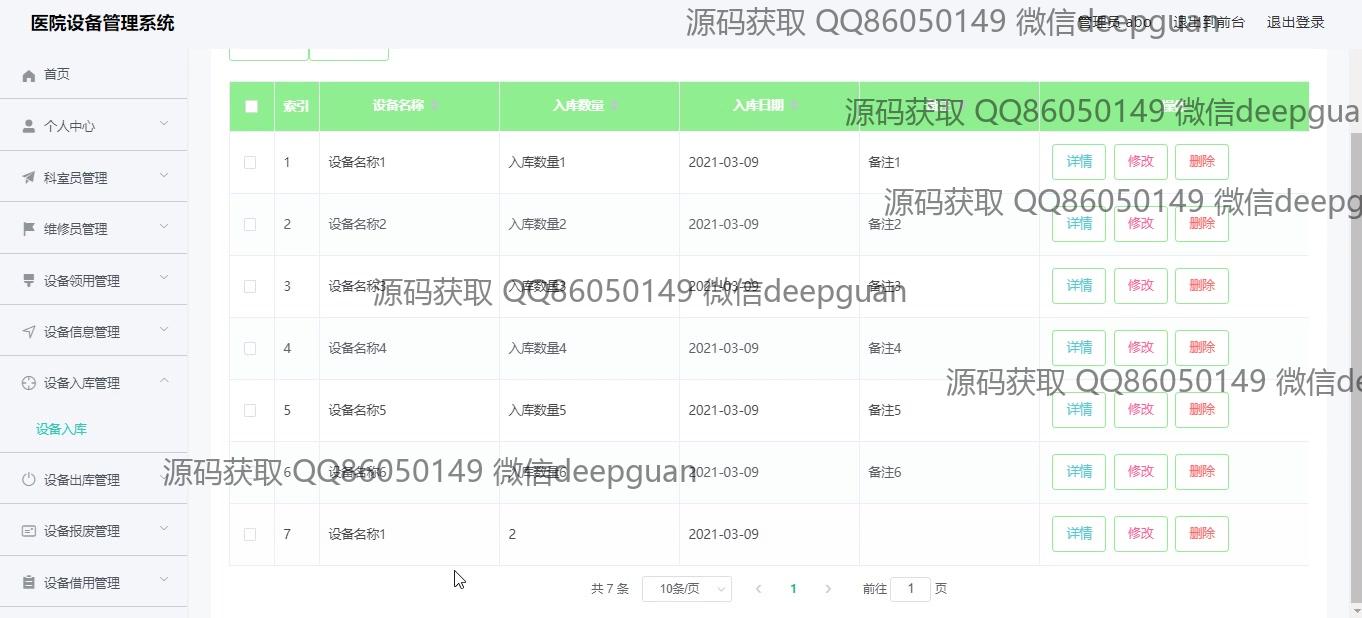 医院设备管理系统
源码获取 QQ86050149 微信deepguan
管理员 abo 退出到前台 退出登录
首页
个人中心
科室员管理
维修员管理
设备领用管理
设备信息管理
设备入库管理
设备入库
设备出库管理
设备报废管理
设备借用管理
索引 设备名称 入库数量 入库日期
源码获取 QQ86050149 微信deepgua
1 设备名称1 入库数量1 2021-03-09 备注1 详情 修改 删除
源码获取 QQ86050149 微信deepg
2 设备名称2 入库数量2 2021-03-09 备注2 详情 修改 删除
3 设备名称3 入库数量3 2021-03-09 备注3 详情 修改 删除
源码获取 QQ86050149 微信deepguan
4 设备名称4 入库数量4 2021-03-09 备注4 详情 修改 删除
源码获取 QQ86050149 微信de
5 设备名称5 入库数量5 2021-03-09 备注5 详情 修改 删除
6 设备名称6 入库数量6 2021-03-09 备注6 详情 修改 删除
源码获取 QQ86050149 微信deepguan
7 设备名称1 2 2021-03-09 详情 修改 删除
共 7 条 10条/页 1 前往 1 页